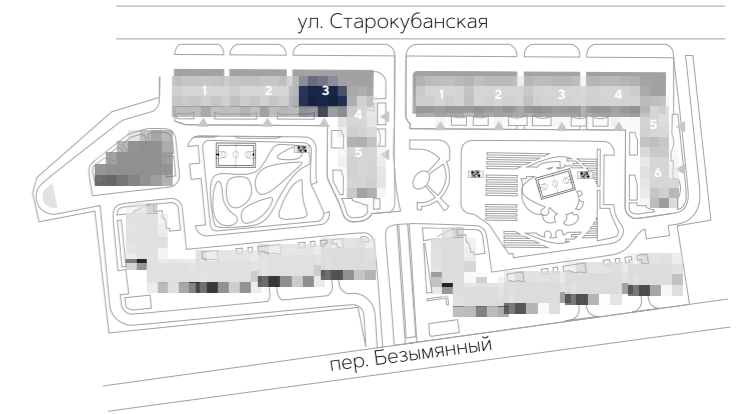 ул. Старокубанская
1 2 3 1 2 3 4
4 5
5 6
пер. Безымянный